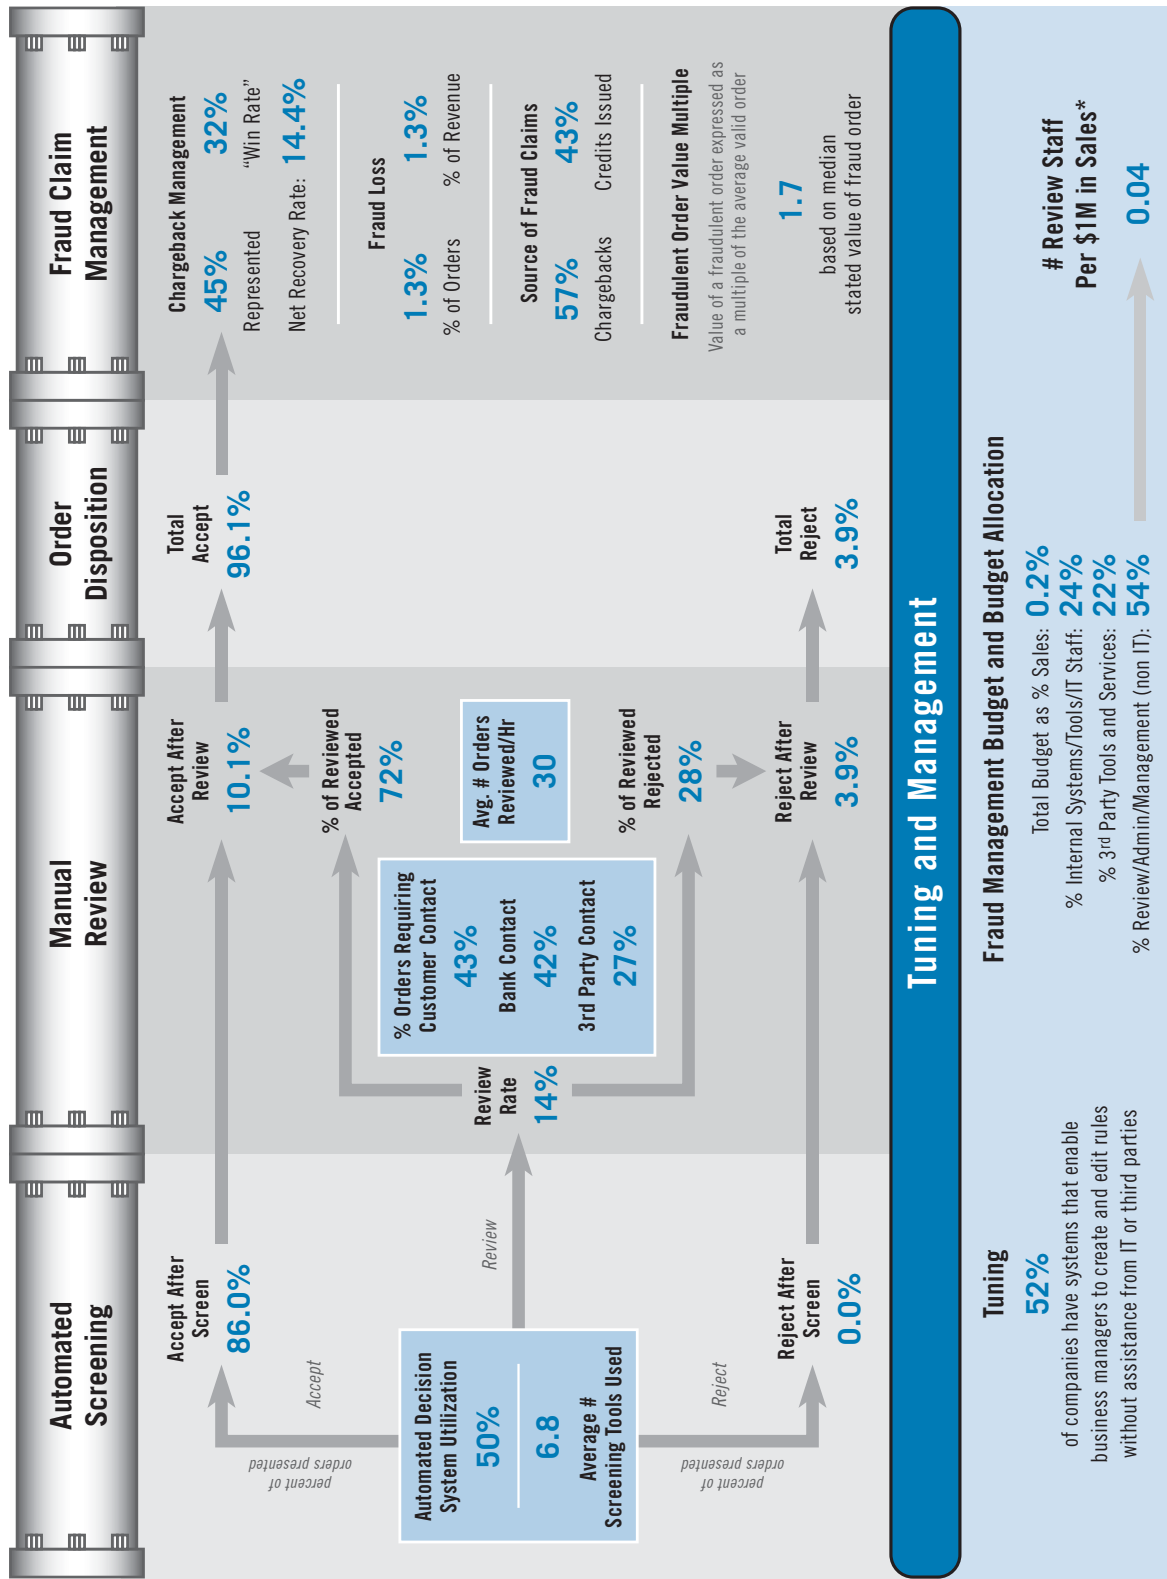 Automated
Screening
Manual
Review
Order
Disposition
Fraud Claim
Management
percent of
orders presented
Accept
Accept After
Screen
86.0%
Automated Decision
System Utilization
50%
6.8
Average #
Screening Tools Used
Review
percent of
orders presented
Reject
Reject After
Screen
0.0%
Review
Rate
14%
Accept After
Review
10.1%
% of Reviewed
Accepted
72%
% Orders Requiring
Customer Contact
43%
Bank Contact
42%
3rd Party Contact
27%
Avg. # Orders
Reviewed/Hr
30
% of Reviewed
Rejected
28%
Reject After
Review
3.9%
Total
Accept
96.1%
Total
Reject
3.9%
Chargeback Management
45% 32%
Represented "Win Rate"
Net Recovery Rate: 14.4%
Fraud Loss
1.3% 1.3%
% of Orders % of Revenue
Source of Fraud Claims
57% 43%
Chargebacks Credits Issued
Fraudulent Order Value Multiple
Value of a fraudulent order expressed as
a multiple of the average valid order
1.7
based on median
stated value of fraud order
Tuning and Management
Tuning
52%
of companies have systems that enable
business managers to create and edit rules
without assistance from IT or third parties
Fraud Management Budget and Budget Allocation
Total Budget as % Sales: 0.2%
% Internal Systems/Tools/IT Staff: 24%
% 3rd Party Tools and Services: 22%
% Review/Admin/Management (non IT): 54%
# Review Staff
Per $1M in Sales*
0.04